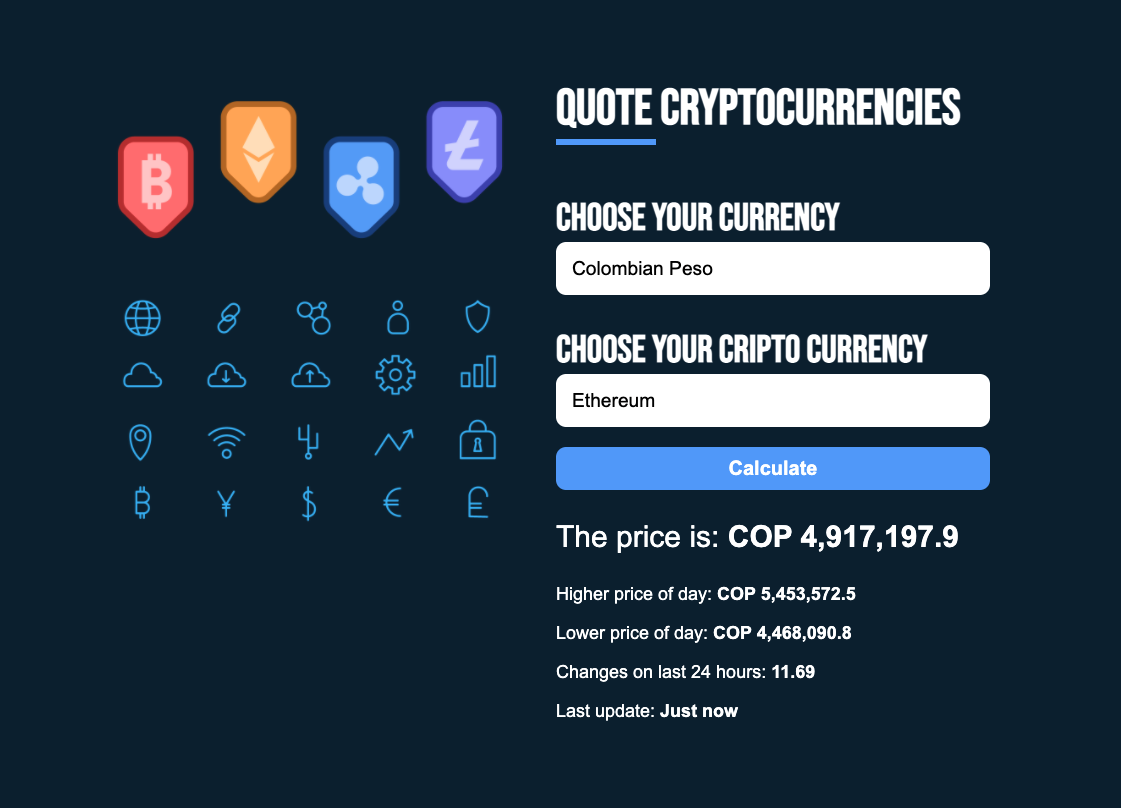 QUOTE CRYPTOCURRENCIES
CHOOSE YOUR CURRENCY
Colombian Peso
CHOOSE YOUR CRIPTO CURRENCY
Ethereum
Calculate
The price is: COP 4,917,197.9
Higher price of day: COP 5,453,572.5
Lower price of day: COP 4,468,090.8
Changes on last 24 hours: 11.69
Last update: Just now